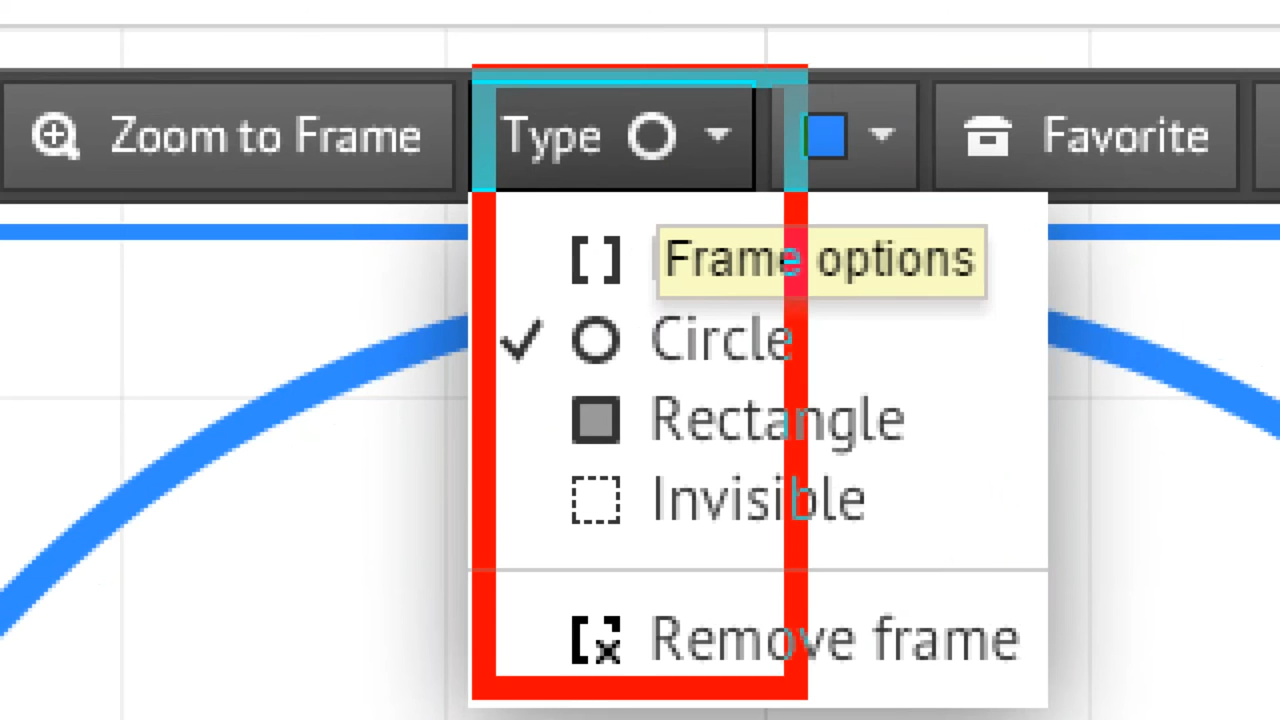 Zoom to Frame Type Favorite
Frame options
Circle
Rectangle
Invisible
Remove frame